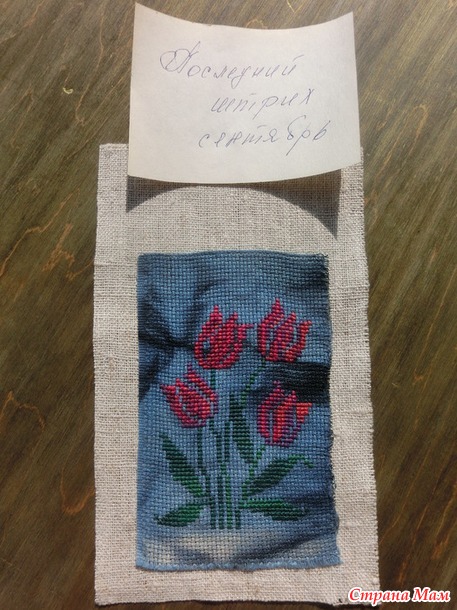 Последний
штрих
сентябрь
Страна Мам